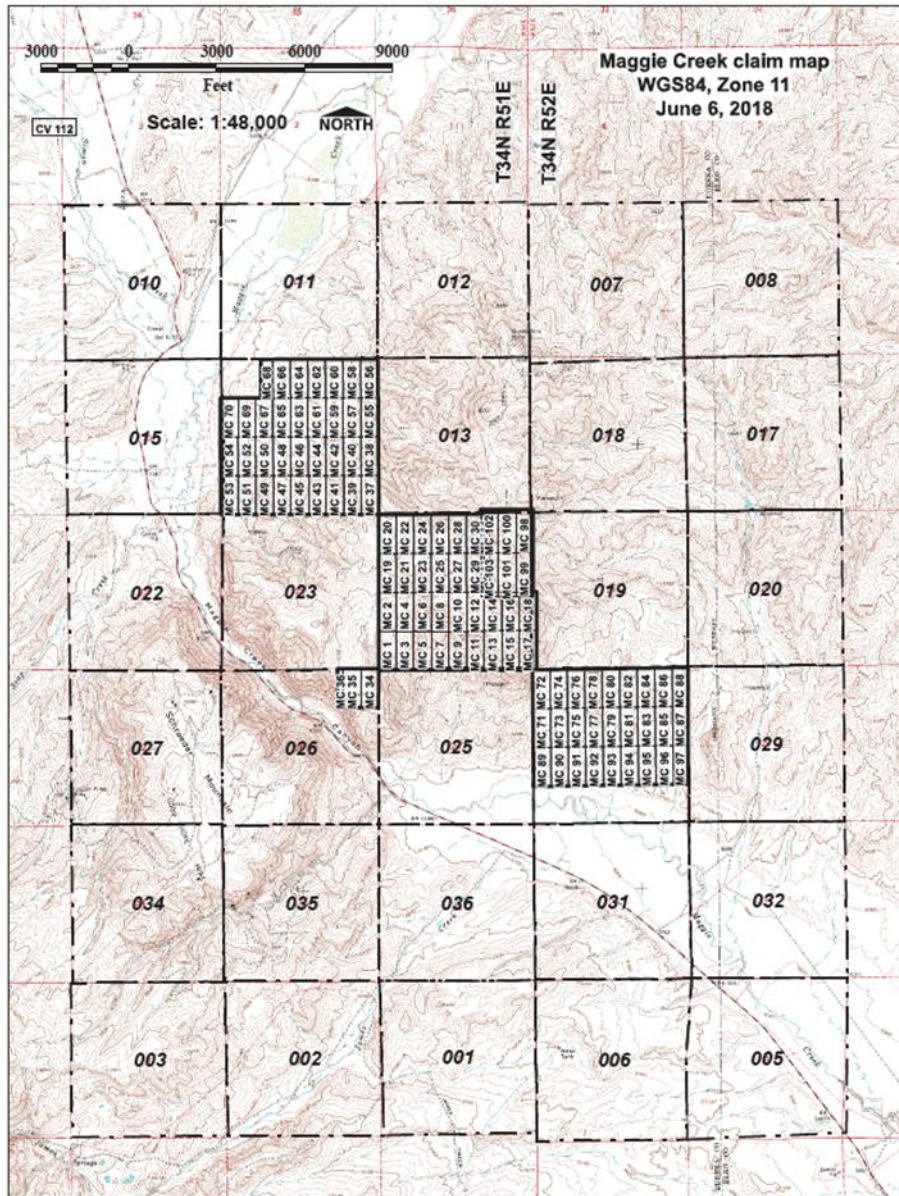 3000 0 3000 6000 9000
Feet
Scale: 1:48,000
NORTH
CV 112
Maggie Creek claim map
WGS84, Zone 11
June 6, 2018
T34N R51E
T34N R52E
010 011 012 007 008
015 013 018 017
022 023 019 020
027 026 025 029
034 035 036 031 032
003 002 001 006 005
MC 68 MC 66 MC 64 MC 62 MC 60 MC 58 MC 56
MC 70 MC 69 MC 67 MC 65 MC 63 MC 61 MC 59 MC 57 MC 55
MC 54 MC 52 MC 50 MC 48 MC 46 MC 44 MC 42 MC 40 MC 38
MC 53 MC 51 MC 49 MC 47 MC 45 MC 43 MC 41 MC 39 MC 37
MC 20 MC 22 MC 24 MC 26 MC 28 MC 30 MC 102 MC 100 MC 98
MC 19 MC 21 MC 23 MC 25 MC 27 MC 29 MC 103 MC 101 MC 99
MC 2 MC 4 MC 6 MC 8 MC 10 MC 12 MC 14 MC 16 MC 18
MC 1 MC 3 MC 5 MC 7 MC 9 MC 11 MC 13 MC 15 MC 17
MC 36 MC 35 MC 34
MC 72 MC 74 MC 76 MC 78 MC 80 MC 82 MC 84 MC 86 MC 88
MC 71 MC 73 MC 75 MC 77 MC 79 MC 81 MC 83 MC 85 MC 87
MC 89 MC 90 MC 91 MC 92 MC 93 MC 94 MC 95 MC 96 MC 97
Maggie
Creek
Maggie
Creek
Canyon
Schroeder
Mountain
Maggie
Creek